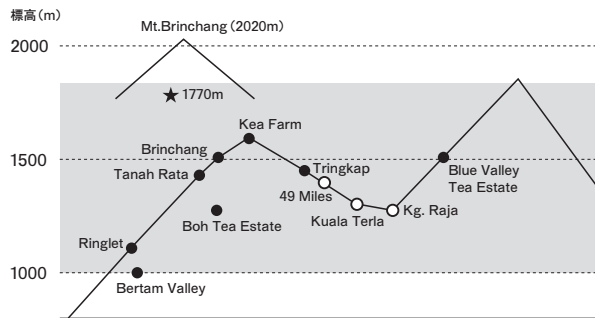 標高（m）
Mt.Brinchang（2020m）
2000
★ 1770m
Kea Farm
Brinchang
1500
Tringkap
Tanah Rata
Blue Valley
Tea Estate
49 Miles
Kg. Raja
Kuala Terla
Boh Tea Estate
Ringlet
1000
Bertam Valley